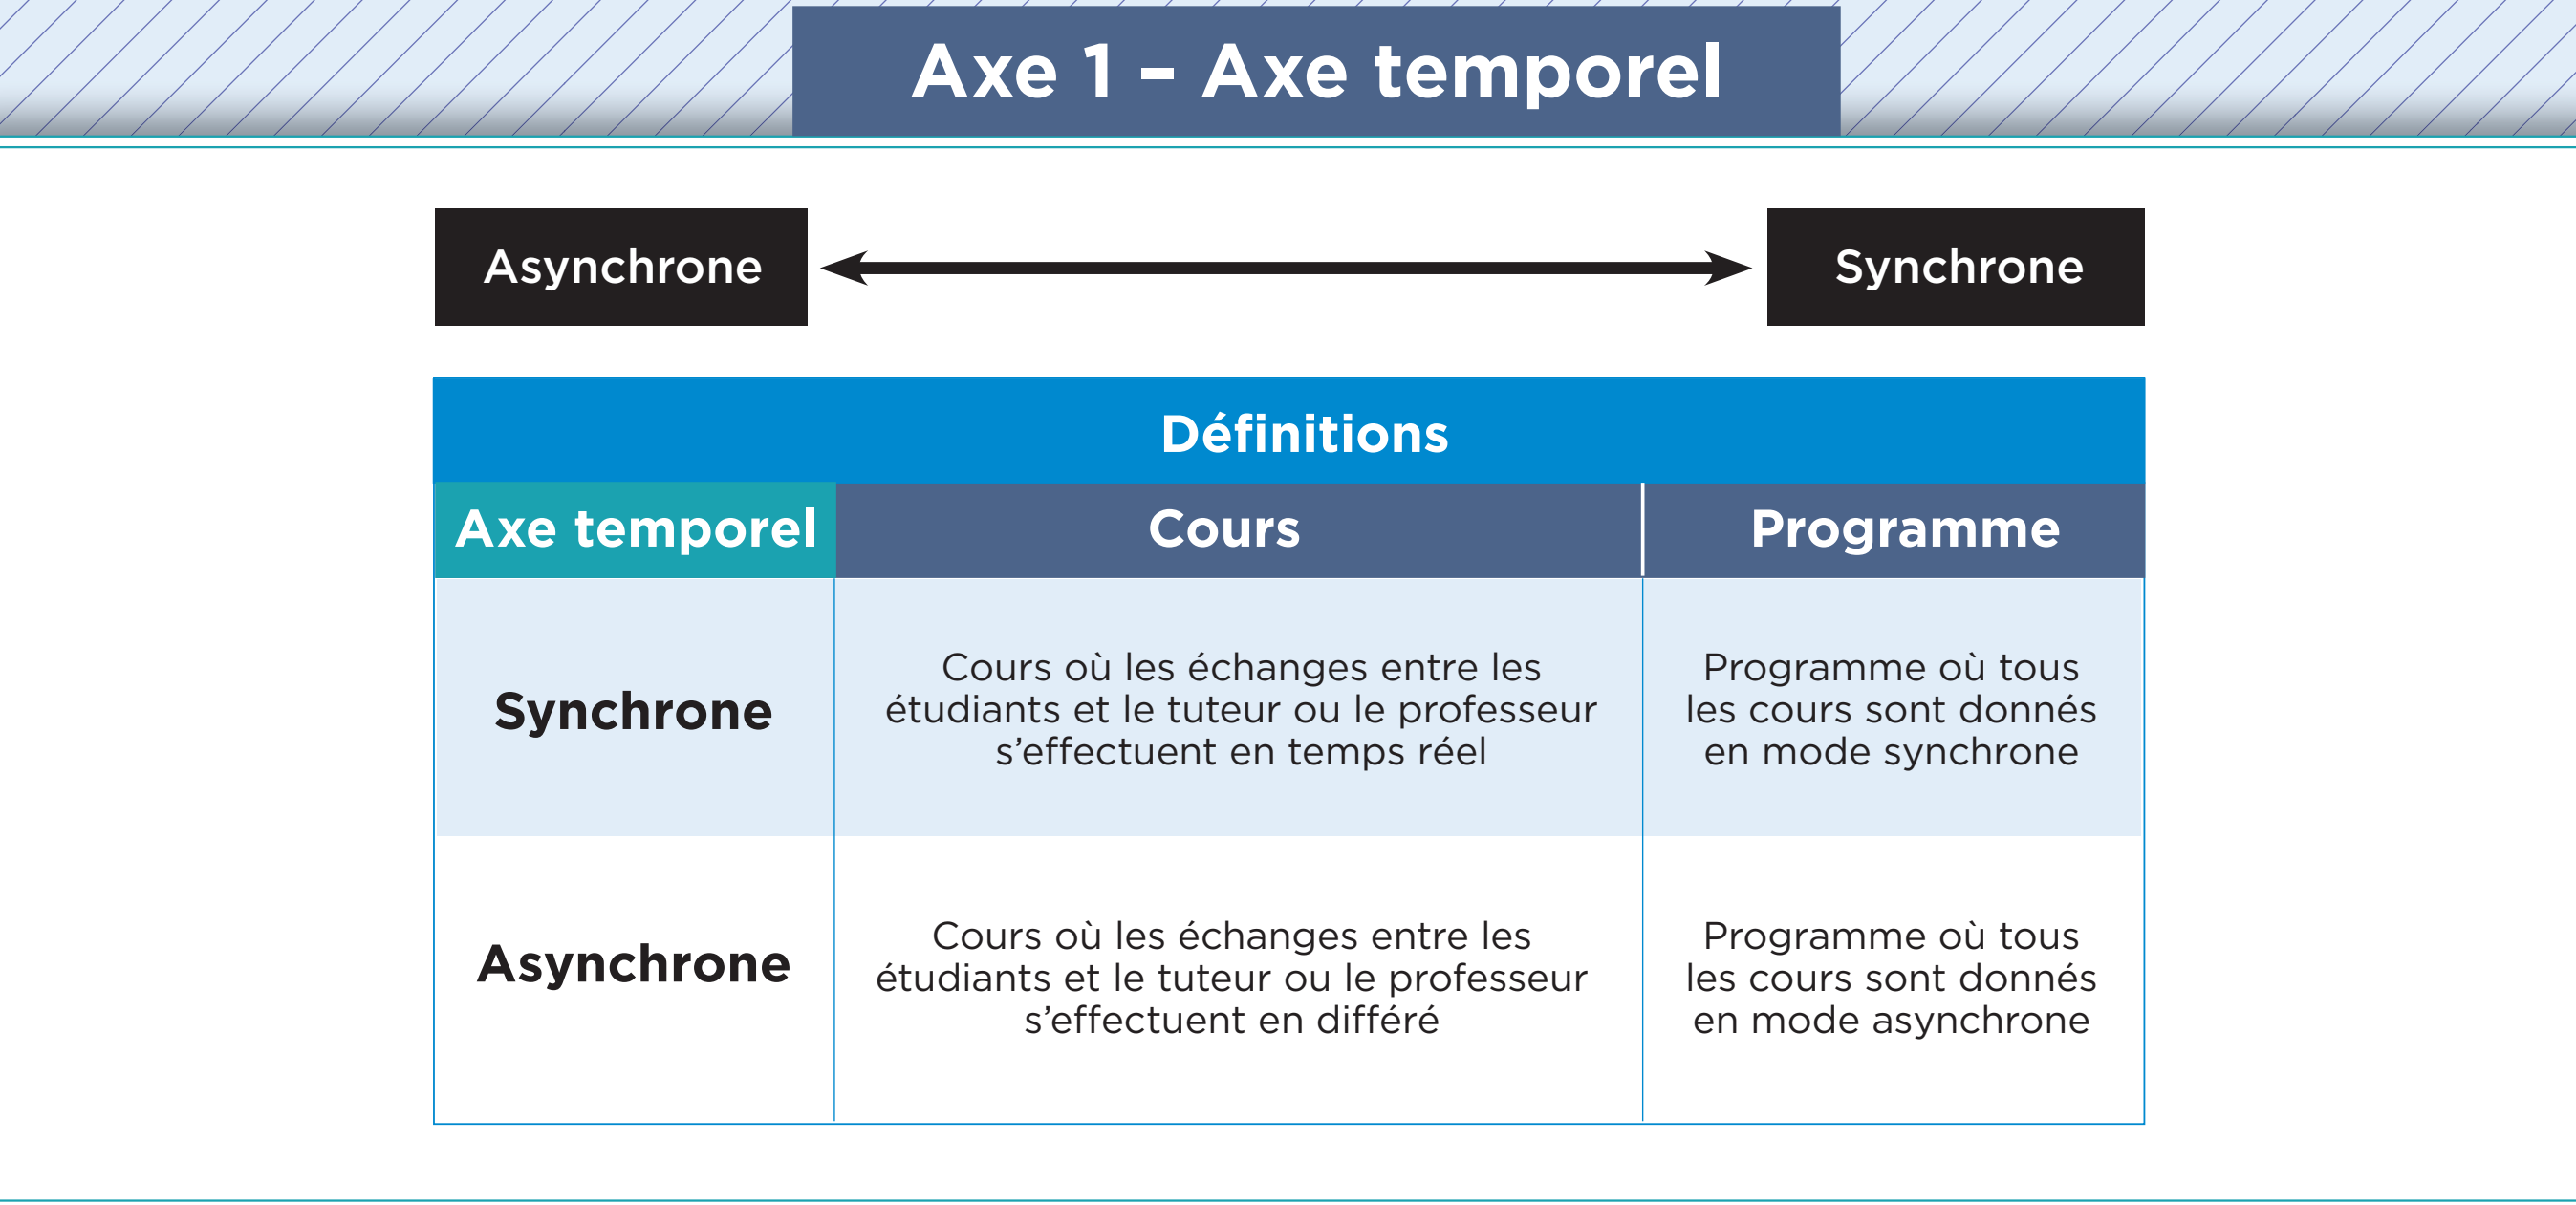 Axe 1 – Axe temporel
Asynchrone
Synchrone
Définitions
Axe temporel
Cours
Programme
Synchrone
Cours où les échanges entre les
étudiants et le tuteur ou le professeur
s’effectuent en temps réel
Programme où tous
les cours sont donnés
en mode synchrone
Asynchrone
Cours où les échanges entre les
étudiants et le tuteur ou le professeur
s’effectuent en différé
Programme où tous
les cours sont donnés
en mode asynchrone